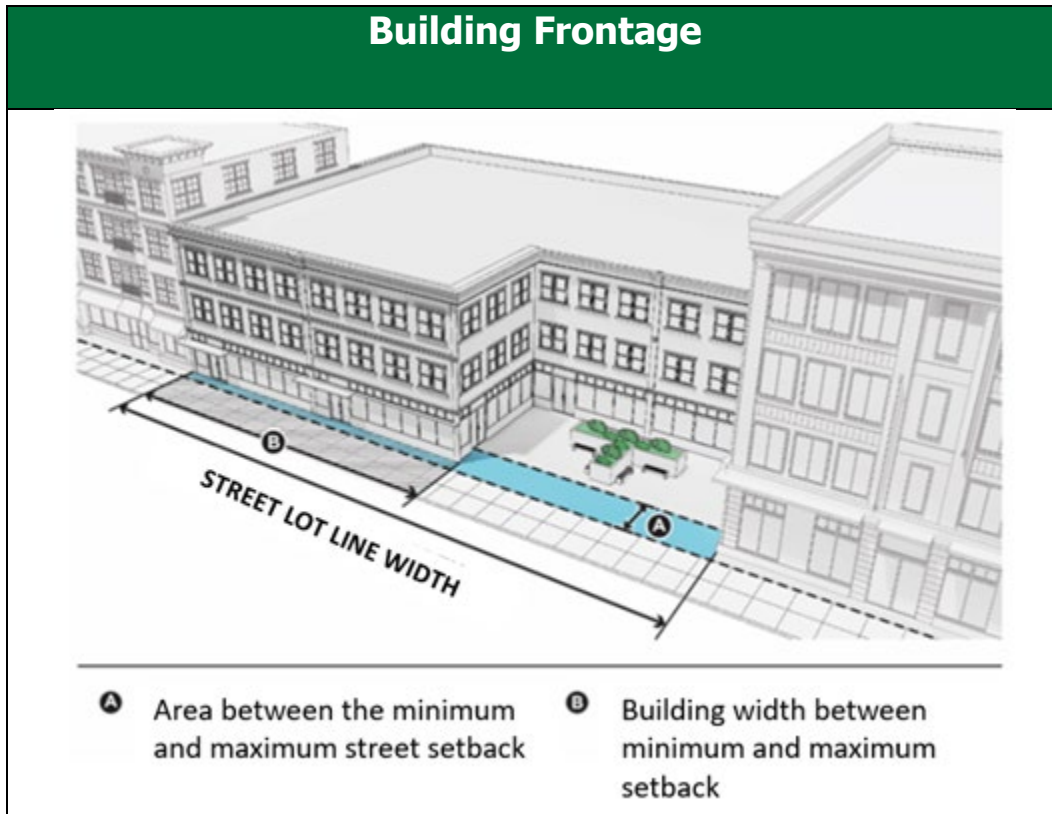 Building Frontage
B
STREET LOT LINE WIDTH
A
A Area between the minimum
and maximum street setback
B Building width between
minimum and maximum
setback